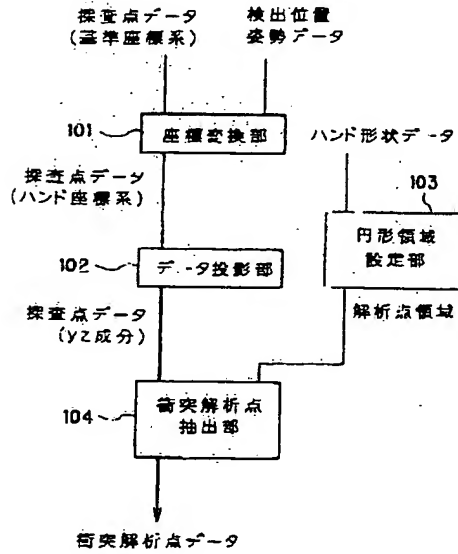 探査点データ
(基準座標系)
検出位置
姿勢データ
101
座標変換部
ハンド形状データ
探査点データ
(ハンド座標系)
103
円形領域
設定部
102
データ投影部
探査点データ
(yz成分)
解析点領域
104
衝突解析点
抽出部
衝突解析点データ